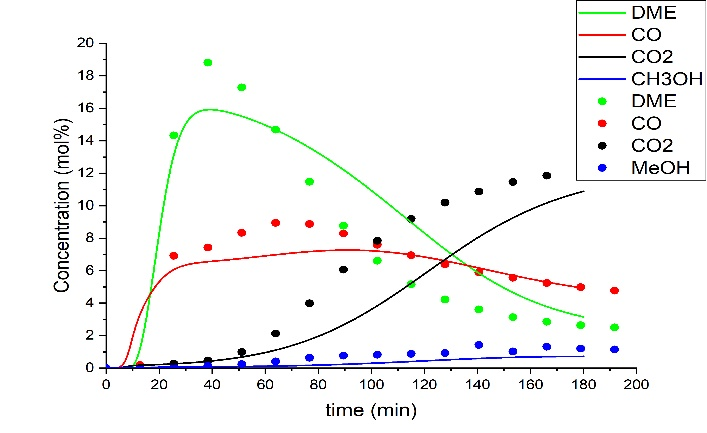 DME
CO
CO2
CH3OH
DME
CO
CO2
MeOH
20
18
16
14
12
10
8
6
4
2
0
Concentration (mol%)
0 20 40 60 80 100 120 140 160 180 200
time (min)